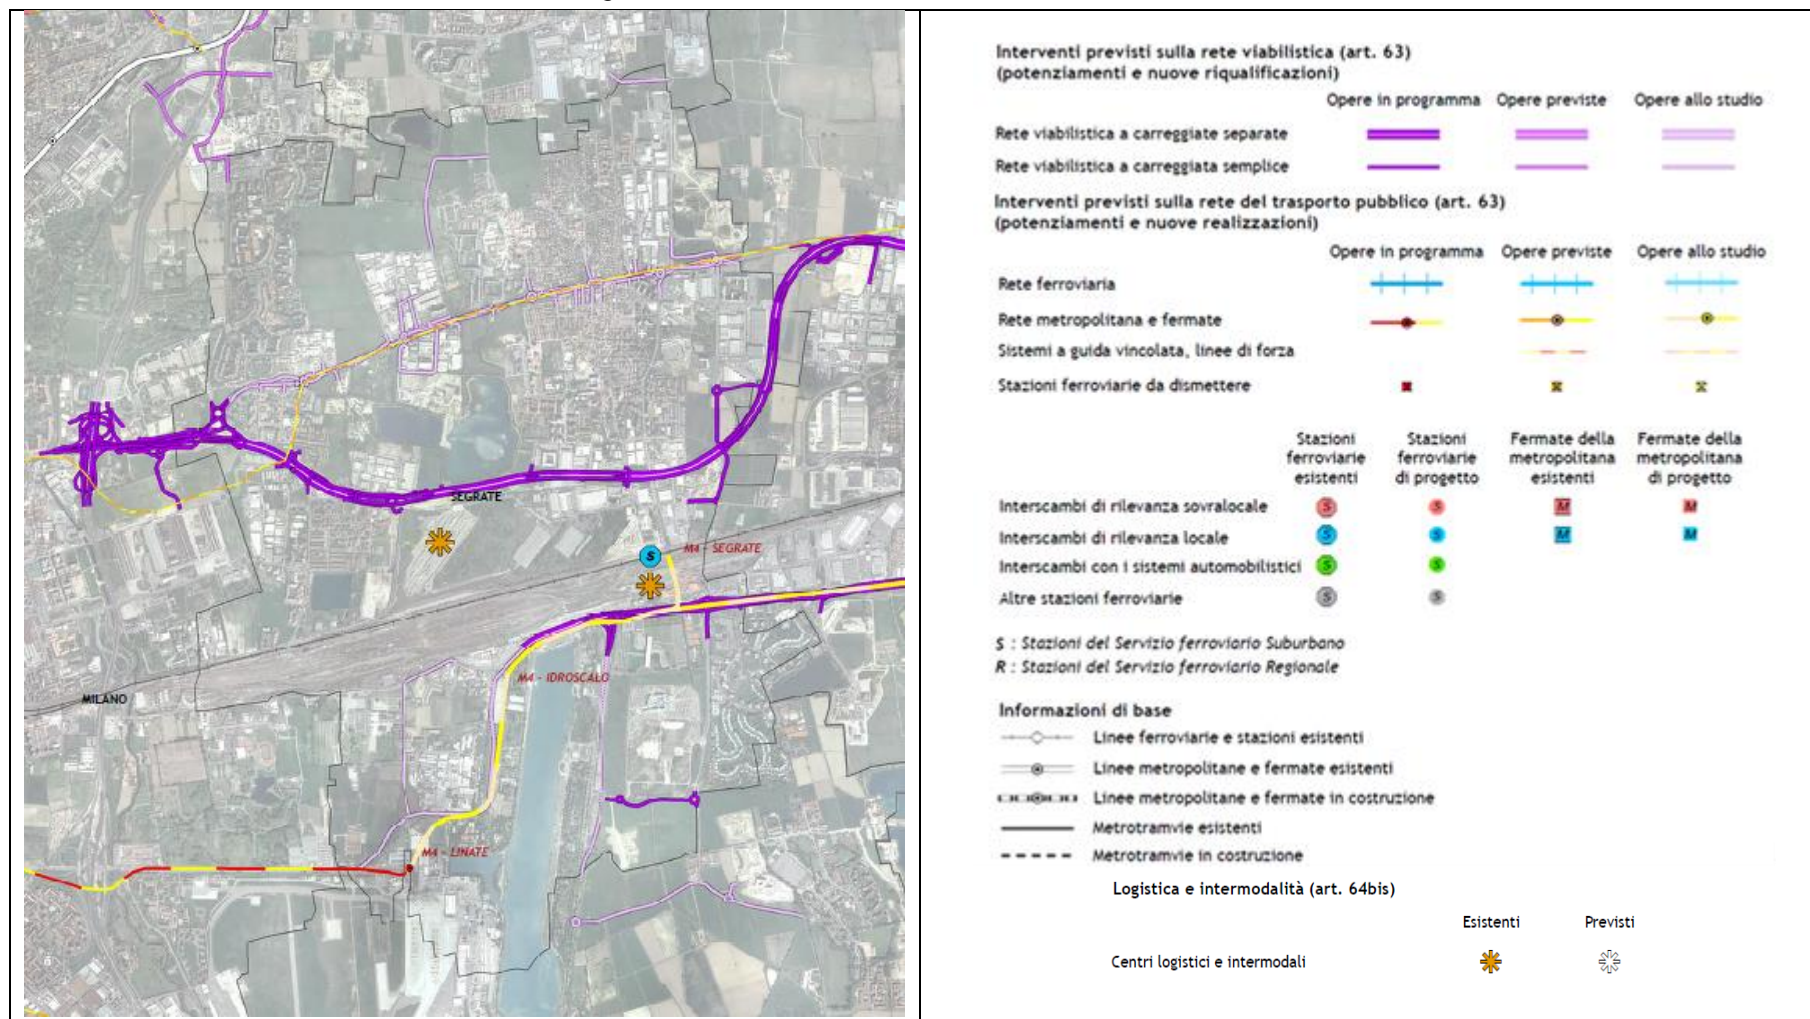 SEGRATE
M4 - SEGRATE
M4 - IDROSCALO
MILANO
M4 - LINATE
Interventi previsti sulla rete viabilistica (art. 63)
(potenziamenti e nuove riqualificazioni)
Opere in programma Opere previste Opere allo studio
Rete viabilistica a carreggiate separate
Rete viabilistica a carreggiata semplice
Interventi previsti sulla rete del trasporto pubblico (art. 63)
(potenziamenti e nuove realizzazioni)
Opere in programma Opere previste Opere allo studio
Rete ferroviaria
Rete metropolitana e fermate
Sistemi a guida vincolata, linee di forza
Stazioni ferroviarie da dismettere
Stazioni Stazioni Fermate della Fermate della
ferroviarie ferroviarie metropolitana metropolitana
esistenti di progetto esistenti di progetto
Interscambi di rilevanza sovralocale S S M M
Interscambi di rilevanza locale S S M M
Interscambi con i sistemi automobilistici S S
Altre stazioni ferroviarie S S
S : Stazioni del Servizio ferroviario Suburbano
R : Stazioni del Servizio ferroviario Regionale
Informazioni di base
Linee ferroviarie e stazioni esistenti
Linee metropolitane e fermate esistenti
Linee metropolitane e fermate in costruzione
Metrotramvie esistenti
Metrotramvie in costruzione
Logistica e intermodalità (art. 64bis)
Esistenti Previsti
Centri logistici e intermodali